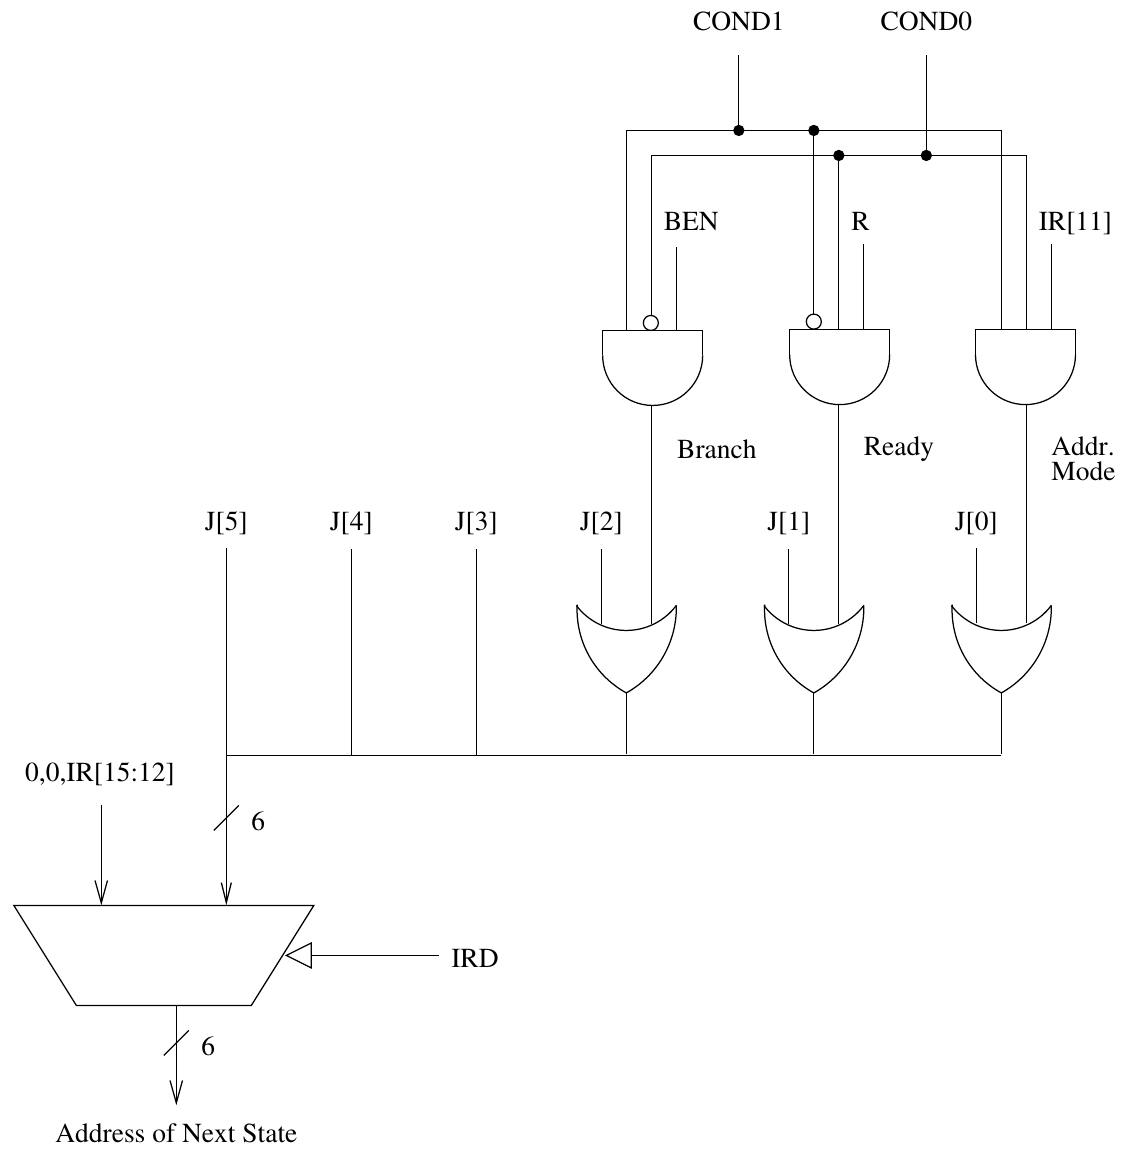 COND1
COND0
BEN
R
IR[11]
Branch
Ready
Addr.
Mode
J[5]
J[4]
J[3]
J[2]
J[1]
J[0]
0,0,IR[15:12]
6
IRD
6
Address of Next State